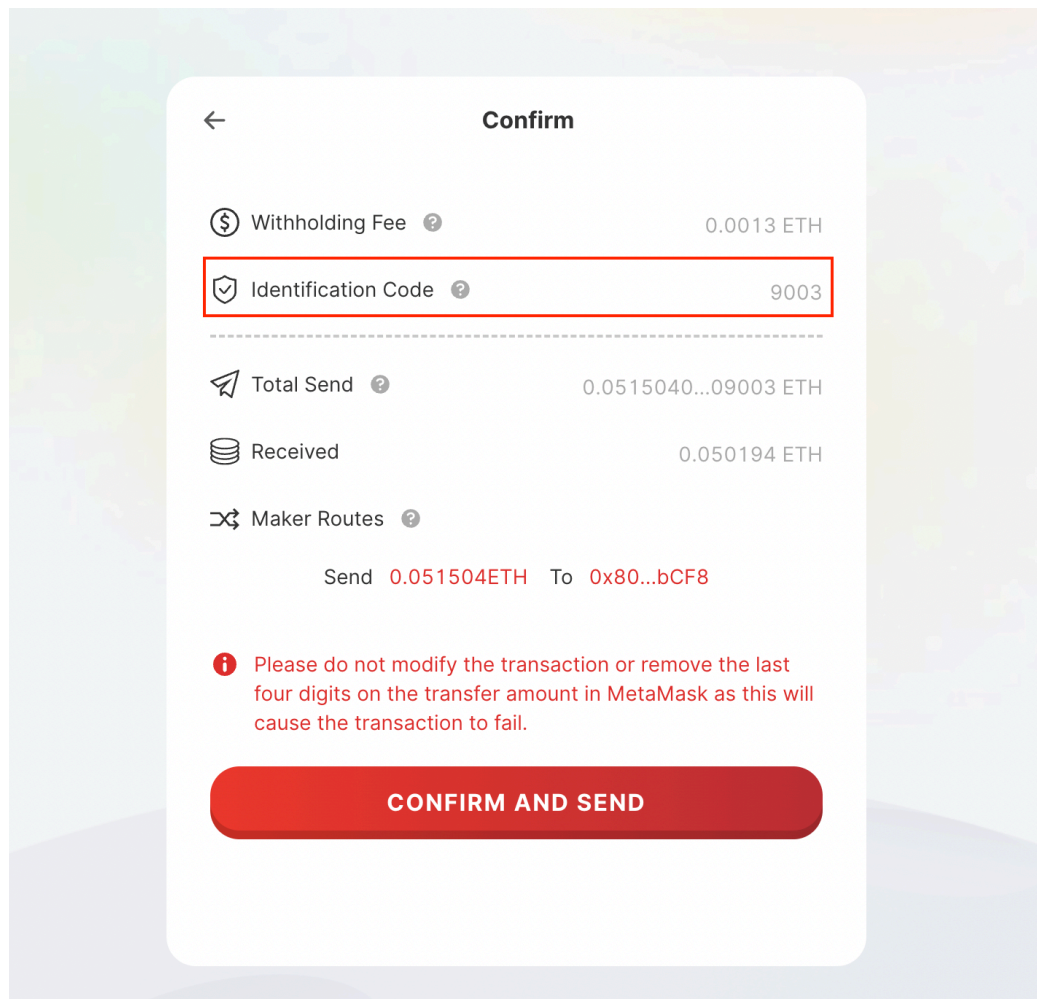 Confirm
Withholding Fee ? 0.0013 ETH
Identification Code ? 9003
Total Send ? 0.0515040...09003 ETH
Received 0.050194 ETH
Maker Routes ?
Send 0.051504ETH To 0x80...bCF8
Please do not modify the transaction or remove the last
four digits on the transfer amount in MetaMask as this will
cause the transaction to fail.
CONFIRM AND SEND